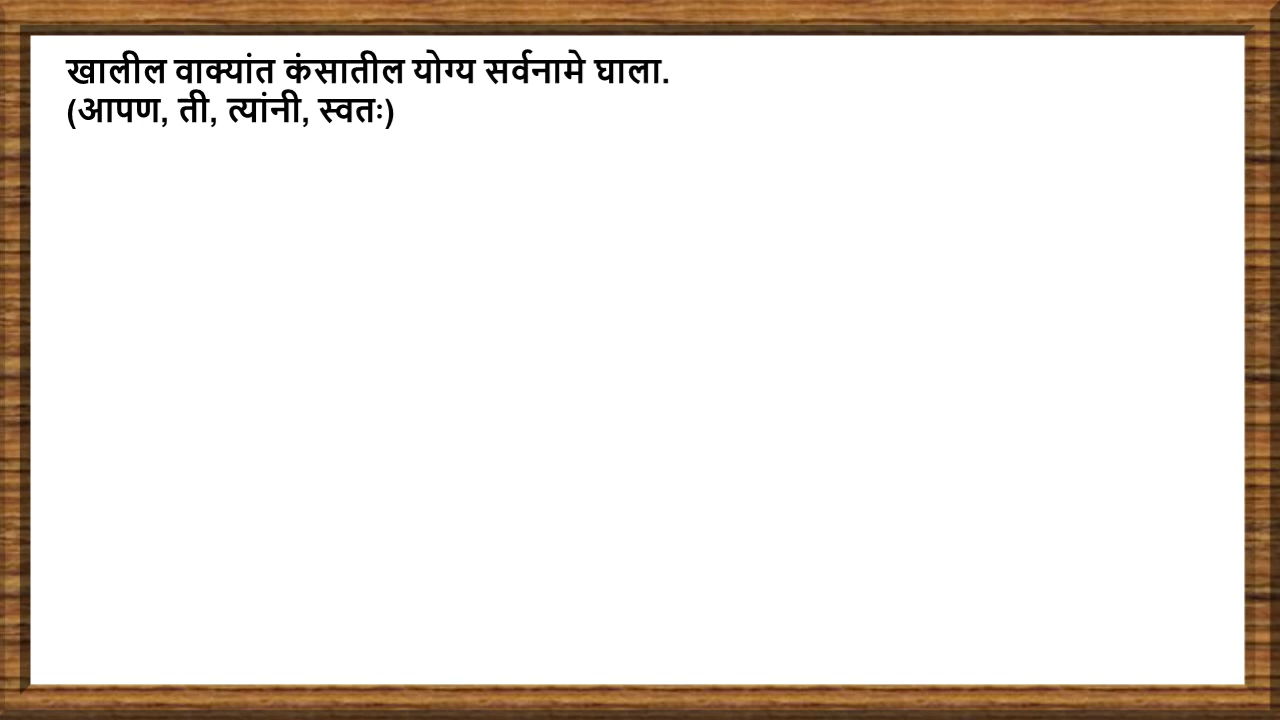 खालील वाक्यांत कंसातील योग्य सर्वनामे घाला.
(आपण, ती, त्यांनी, स्वतः)